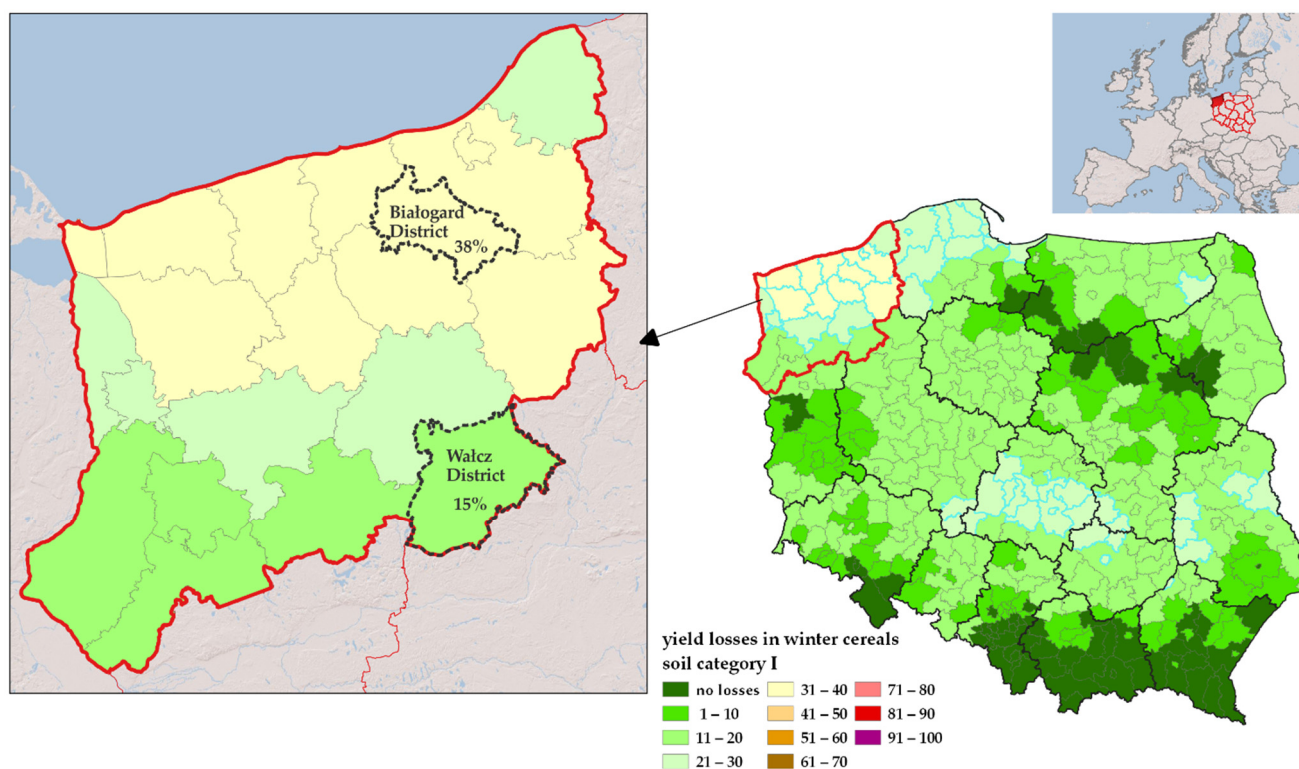 Białogard
District
38%
Wałcz
District
15%
yield losses in winter cereals
soil category I
no losses
1 – 10
11 – 20
21 – 30
31 – 40
41 – 50
51 – 60
61 – 70
71 – 80
81 – 90
91 – 100